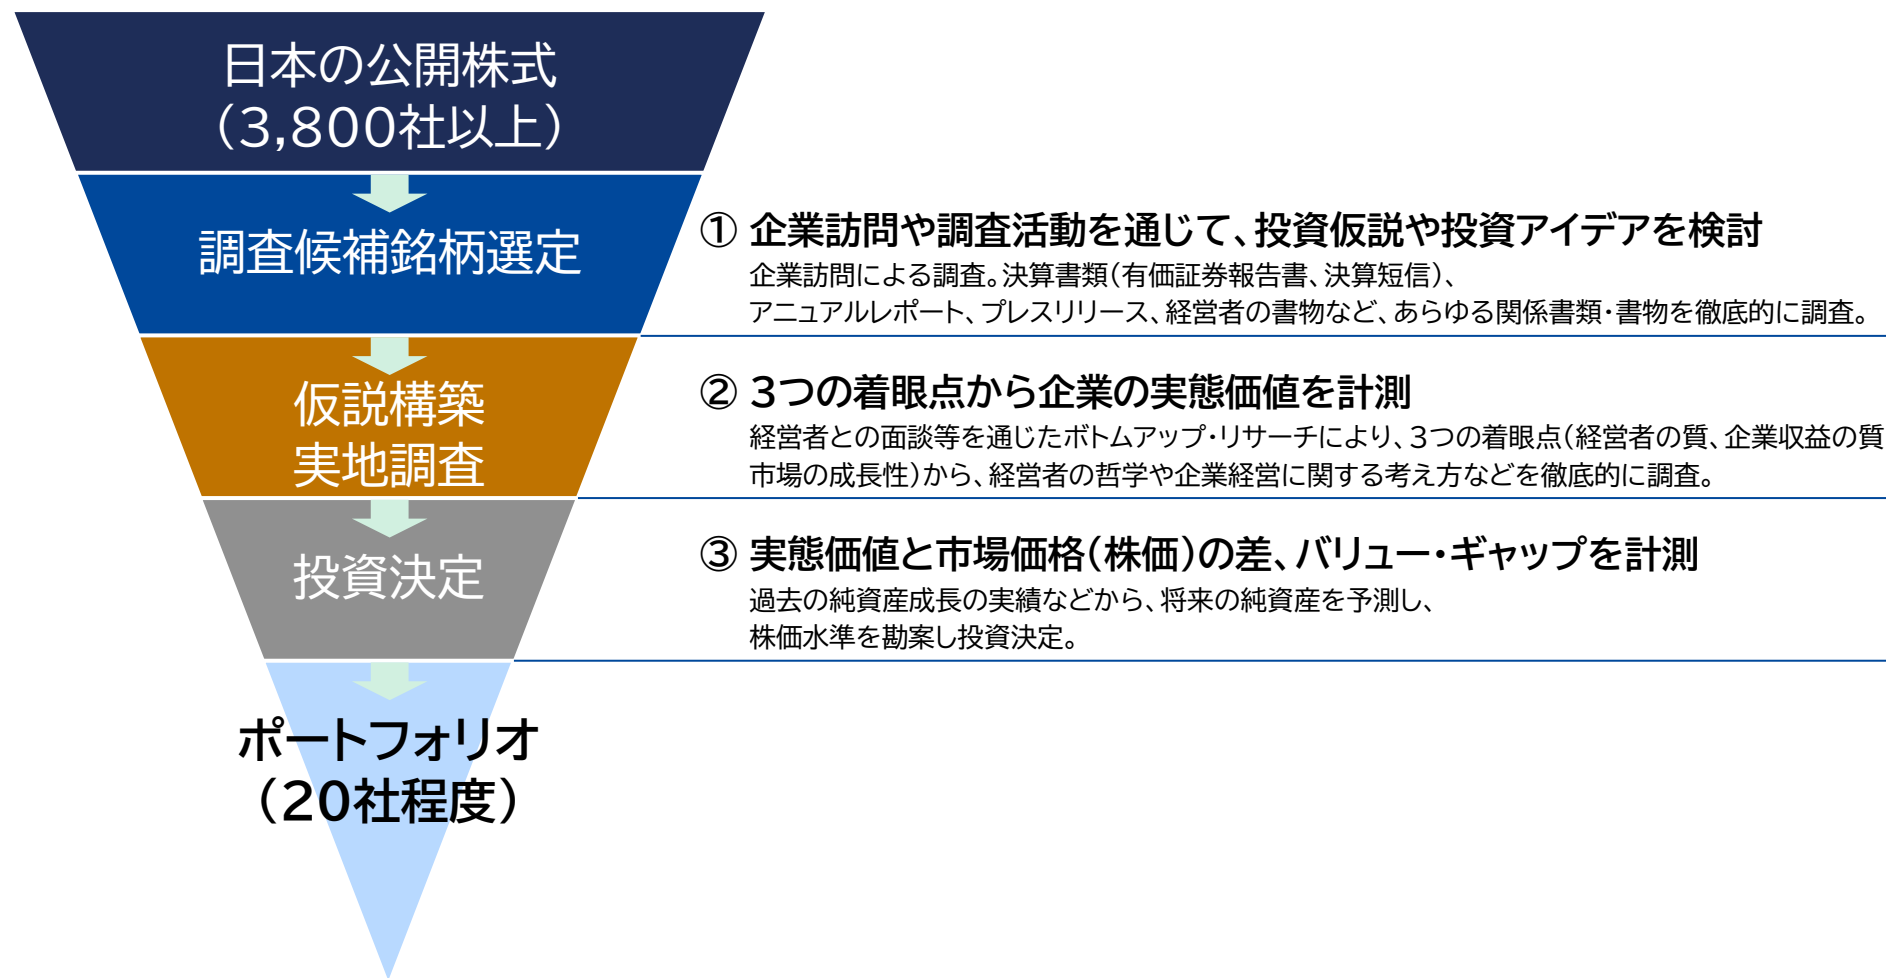 日本の公開株式
（3,800社以上）
調査候補銘柄選定
① 企業訪問や調査活動を通じて、投資仮説や投資アイデアを検討
企業訪問による調査。決算書類（有価証券報告書、決算短信）、
アニュアルレポート、プレスリリース、経営者の書物など、あらゆる関係書類・書物を徹底的に調査。
仮説構築
実地調査
② 3つの着眼点から企業の実態価値を計測
経営者との面談等を通じたボトムアップ・リサーチにより、3つの着眼点（経営者の質、企業収益の質
市場の成長性）から、経営者の哲学や企業経営に関する考え方などを徹底的に調査。
投資決定
③ 実態価値と市場価格（株価）の差、バリュー・ギャップを計測
過去の純資産成長の実績などから、将来の純資産を予測し、
株価水準を勘案し投資決定。
ポートフォリオ
（20社程度）